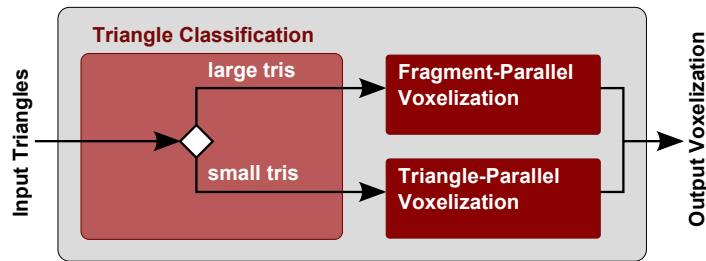 Triangle Classification
Input Triangles
large tris
small tris
Fragment-Parallel
Voxelization
Triangle-Parallel
Voxelization
Output Voxelization